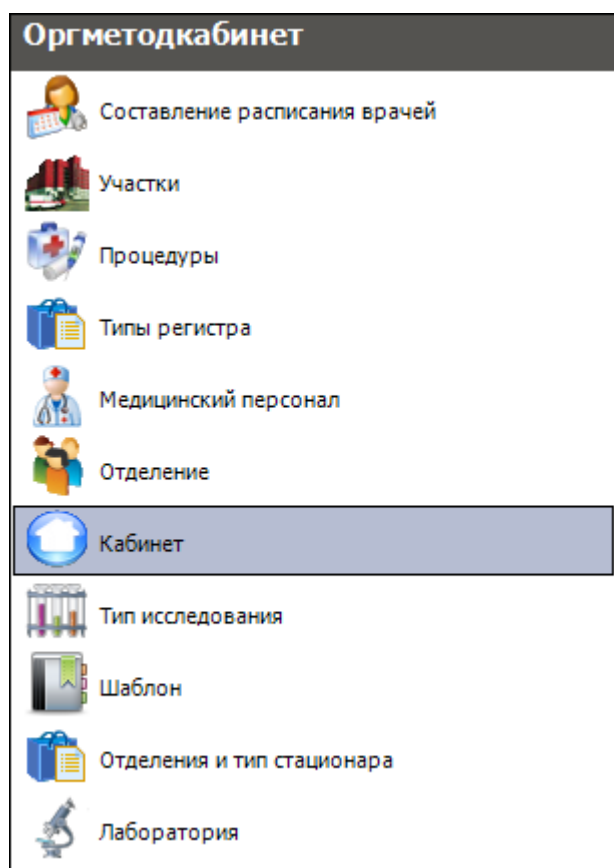 Оргметодкабинет
Составление расписания врачей
Участки
Процедуры
Типы регистра
Медицинский персонал
Отделение
Кабинет
Тип исследования
Шаблон
Отделения и тип стационара
Лаборатория